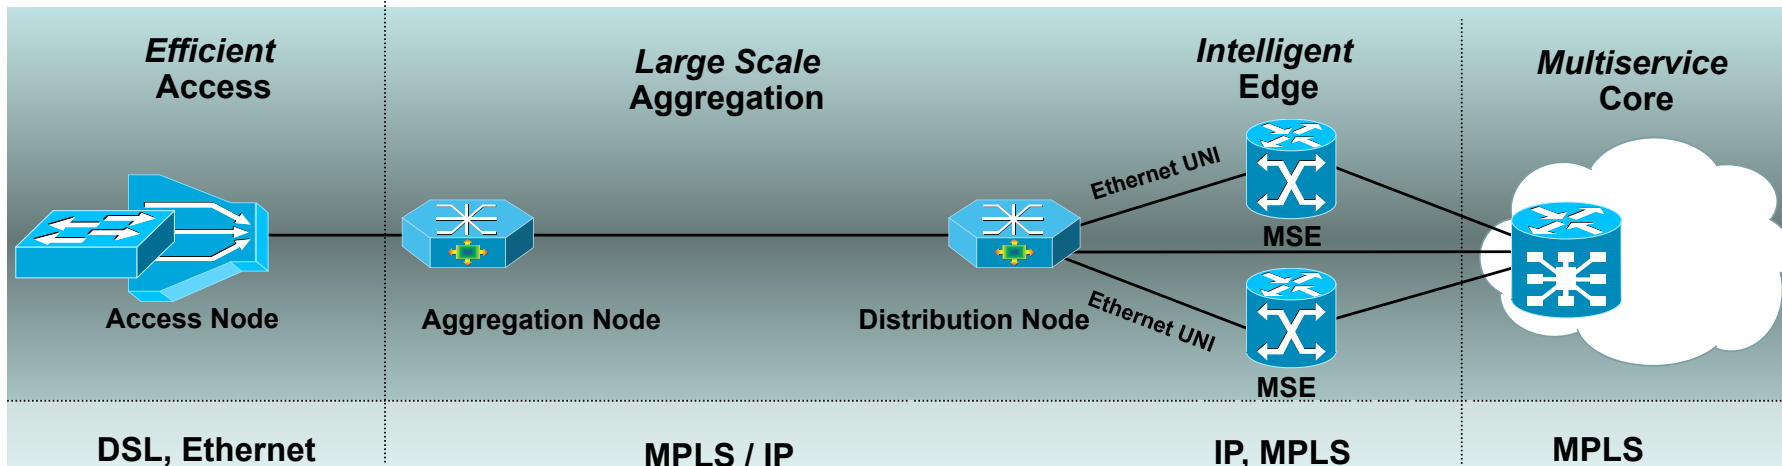 Efficient
Access
Large Scale
Aggregation
Intelligent
Edge
Multiservice
Core
Ethernet UNI
MSE
Access Node
Aggregation Node
Distribution Node
Ethernet UNI
MSE
DSL, Ethernet
MPLS / IP
IP, MPLS
MPLS